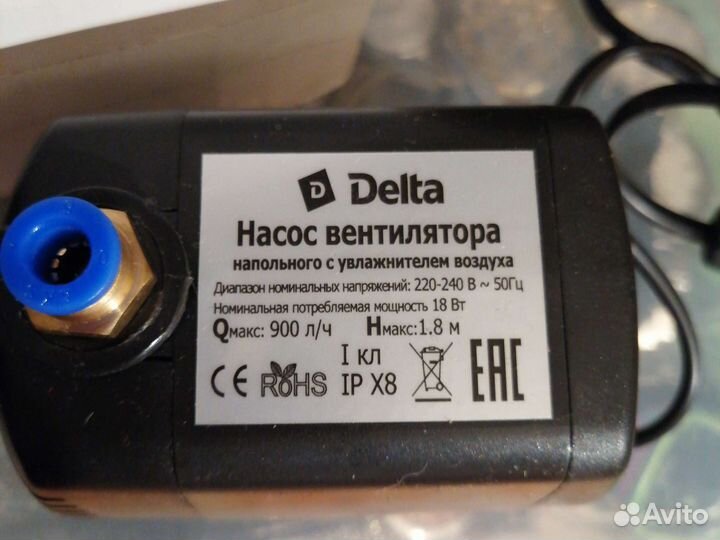 D Delta
Насос вентилятора
напольного с увлажнителем воздуха
Диапазон номинальных напряжений: 220-240 В ~ 50Гц
Номинальная потребляемая мощность 18 Вт
Qмакс: 900 л/ч Hмакс:1.8 м
I кл
CE RoHS IP X8 EAC
Avito